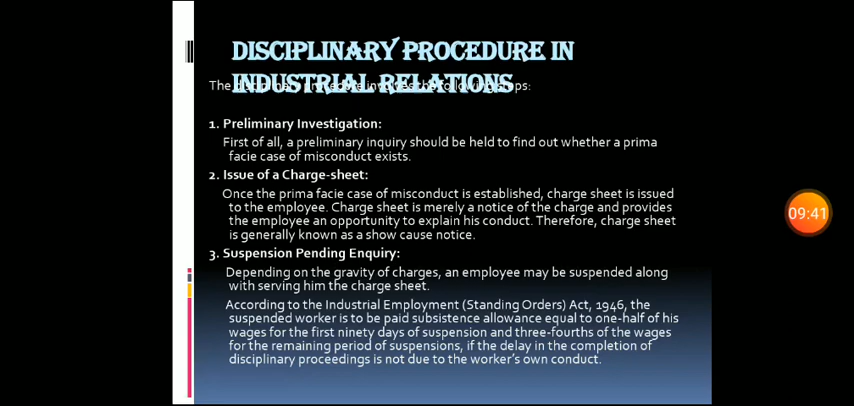 DISCIPLINARY PROCEDURE IN
INDUSTRIAL RELATIONS
The disciplinary procedure involves the following steps:
1. Preliminary Investigation:
First of all, a preliminary inquiry should be held to find out whether a prima
facie case of misconduct exists.
2. Issue of a Charge-sheet:
Once the prima facie case of misconduct is established, charge sheet is issued
to the employee. Charge sheet is merely a notice of the charge and provides
the employee an opportunity to explain his conduct. Therefore, charge sheet
is generally known as a show cause notice.
3. Suspension Pending Enquiry:
Depending on the gravity of charges, an employee may be suspended along
with serving him the charge sheet.
According to the Industrial Employment (Standing Orders) Act, 1946, the
suspended worker is to be paid subsistence allowance equal to one-half of his
wages for the first ninety days of suspension and three-fourths of the wages
for the remaining period of suspensions, if the delay in the completion of
disciplinary proceedings is not due to the worker's own conduct.
09:41